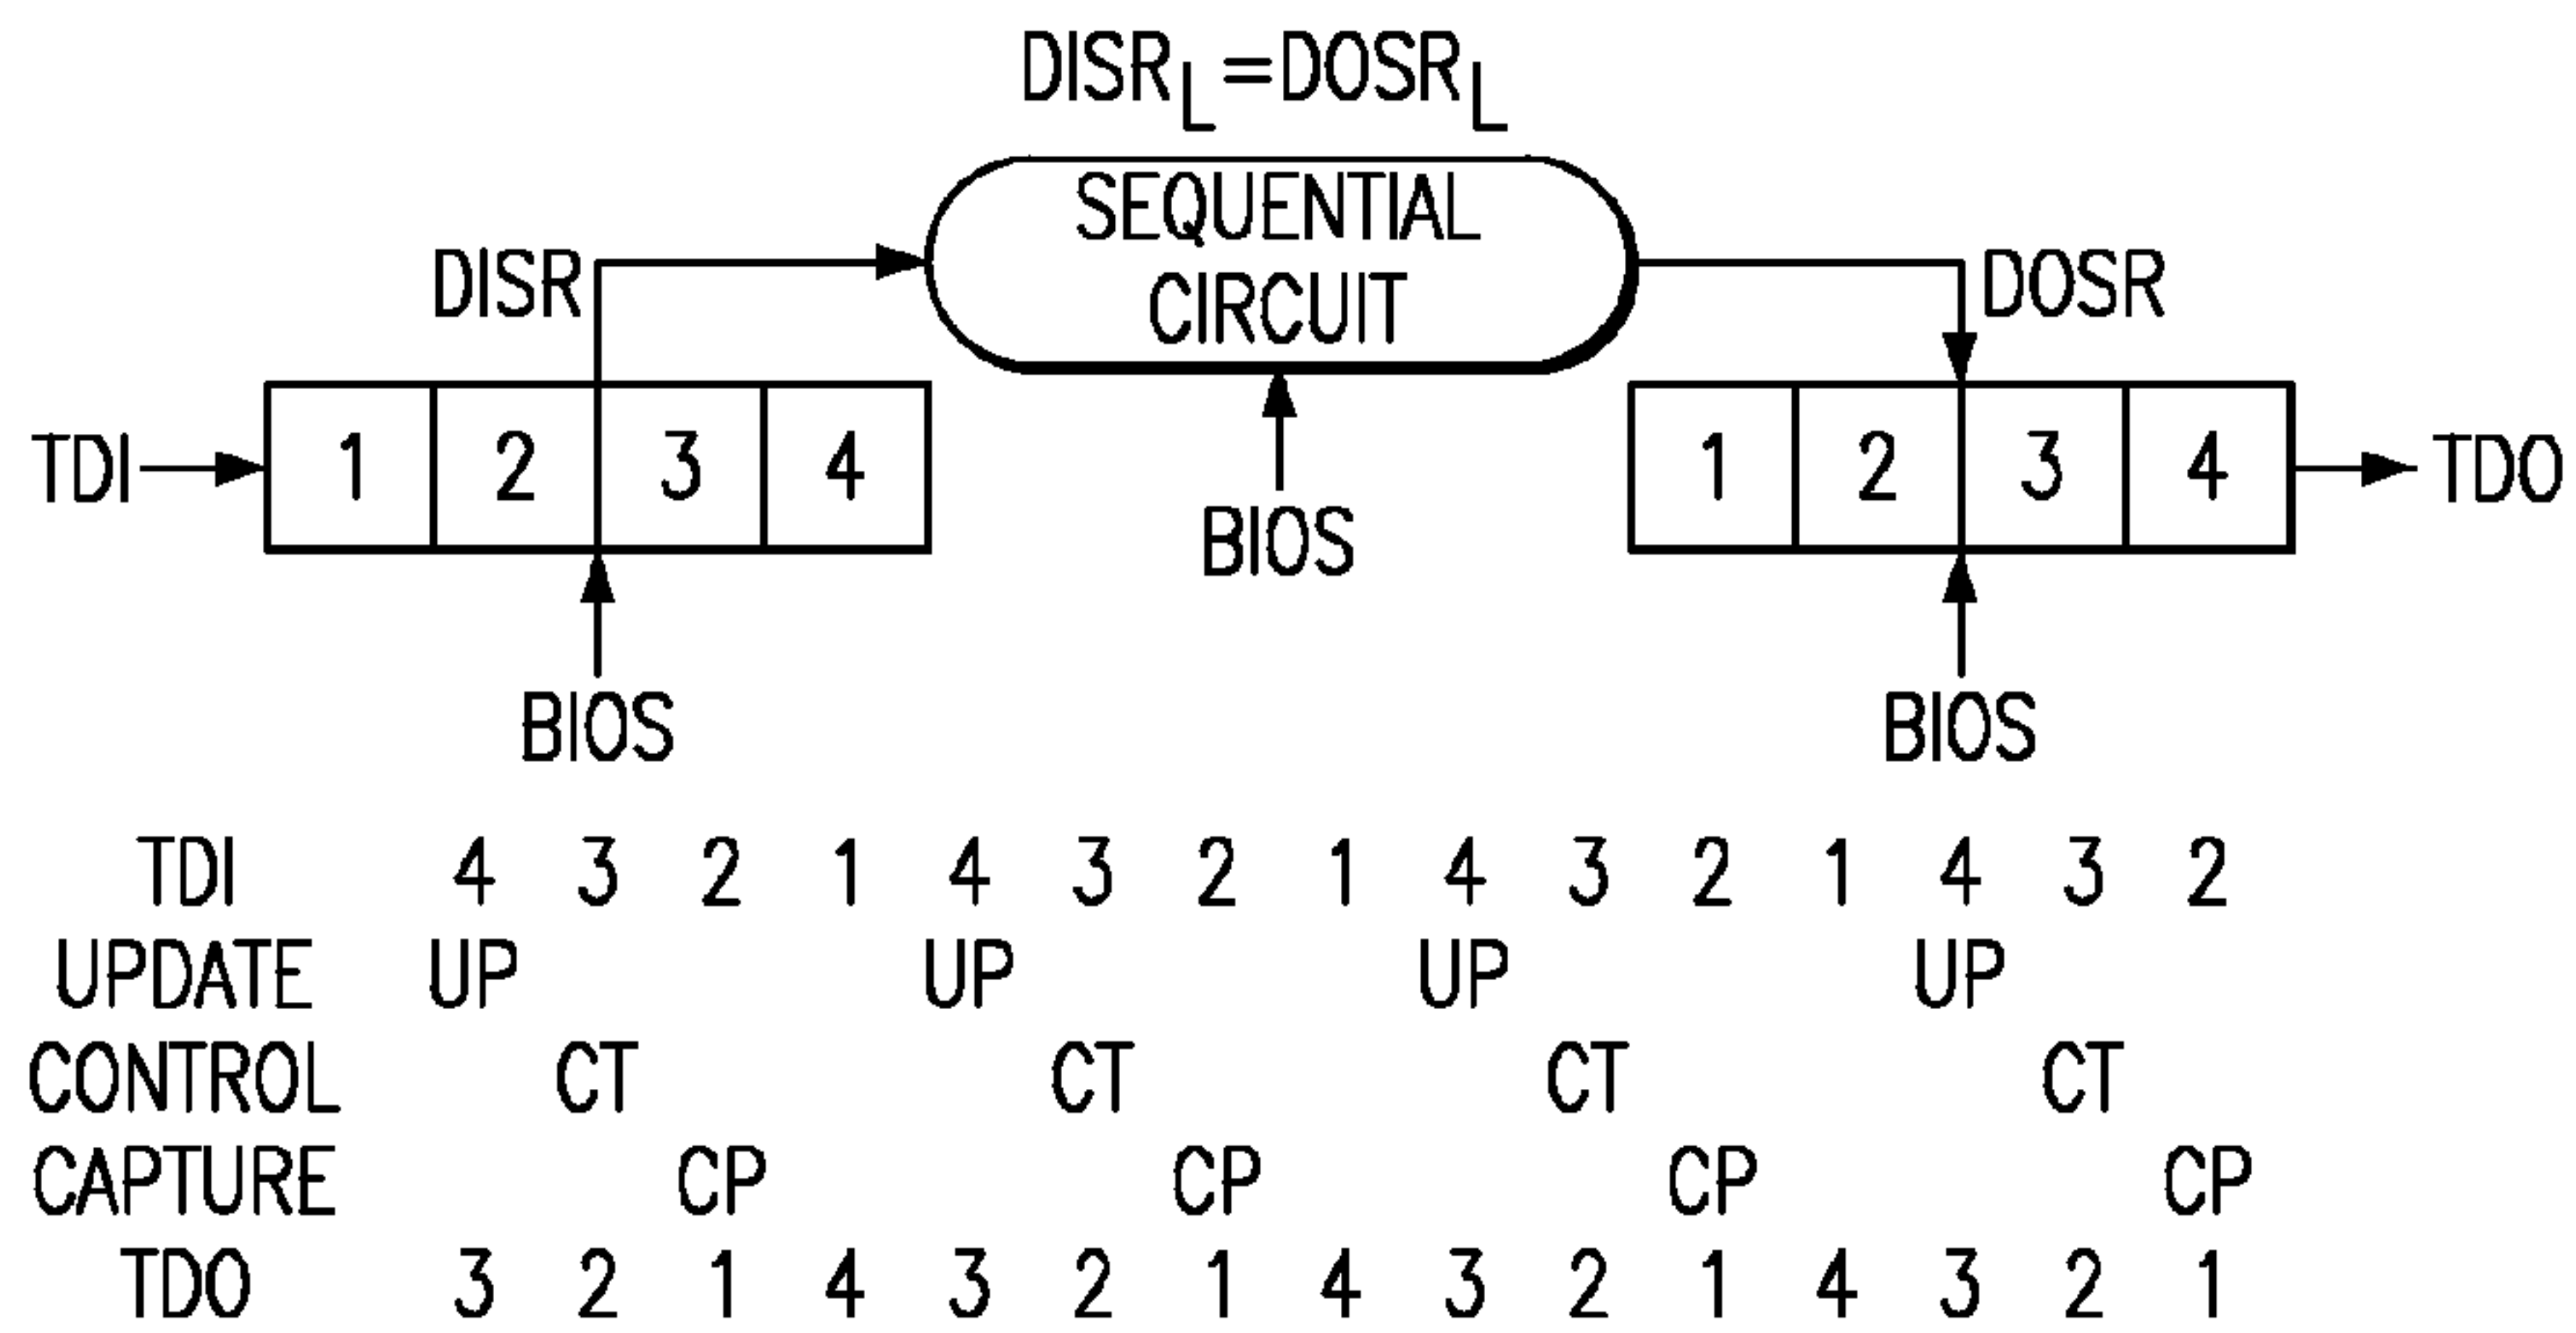 DISRL=DOSRL
SEQUENTIAL
CIRCUIT
DISR
DOSR
TDI 1 2 3 4 1 2 3 4 TDO
BIOS
BIOS BIOS
TDI 4 3 2 1 4 3 2 1 4 3 2 1 4 3 2
UPDATE UP UP UP UP
CONTROL CT CT CT CT
CAPTURE CP CP CP CP
TDO 3 2 1 4 3 2 1 4 3 2 1 4 3 2 1